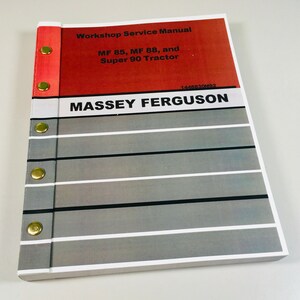 Workshop Service Manual
MF 85, MF 88, and
Super 90 Tractor
MASSEY FERGUSON